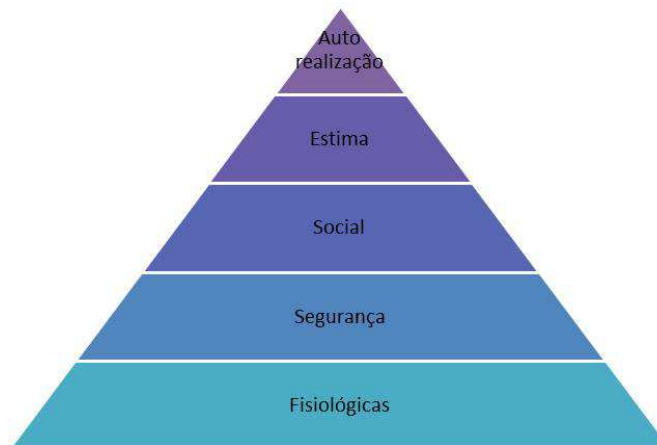 Auto
realização
Estima
Social
Segurança
Fisiológicas